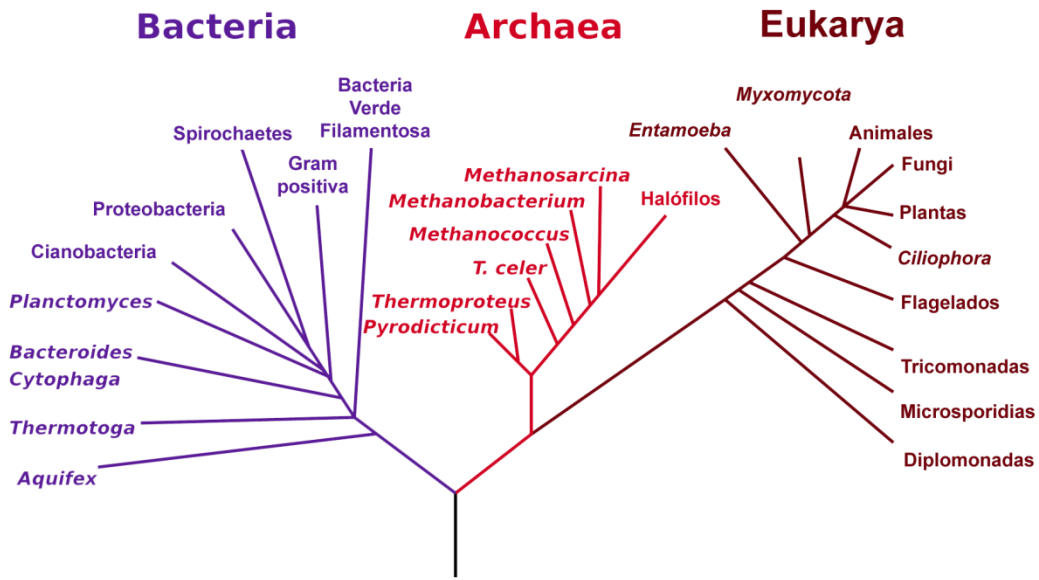 Bacteria
Archaea
Eukarya
Bacteria
Verde
Filamentosa
Spirochaetes
Gram
positiva
Proteobacteria
Cianobacteria
Planctomyces
Bacteroides
Cytophaga
Thermotoga
Aquifex
Methanosarcina
Methanobacterium
Halófilos
Methanococcus
T. celer
Thermoproteus
Pyrodicticum
Myxomycota
Entamoeba
Animales
Fungi
Plantas
Ciliophora
Flagelados
Tricomonadas
Microsporidias
Diplomonadas